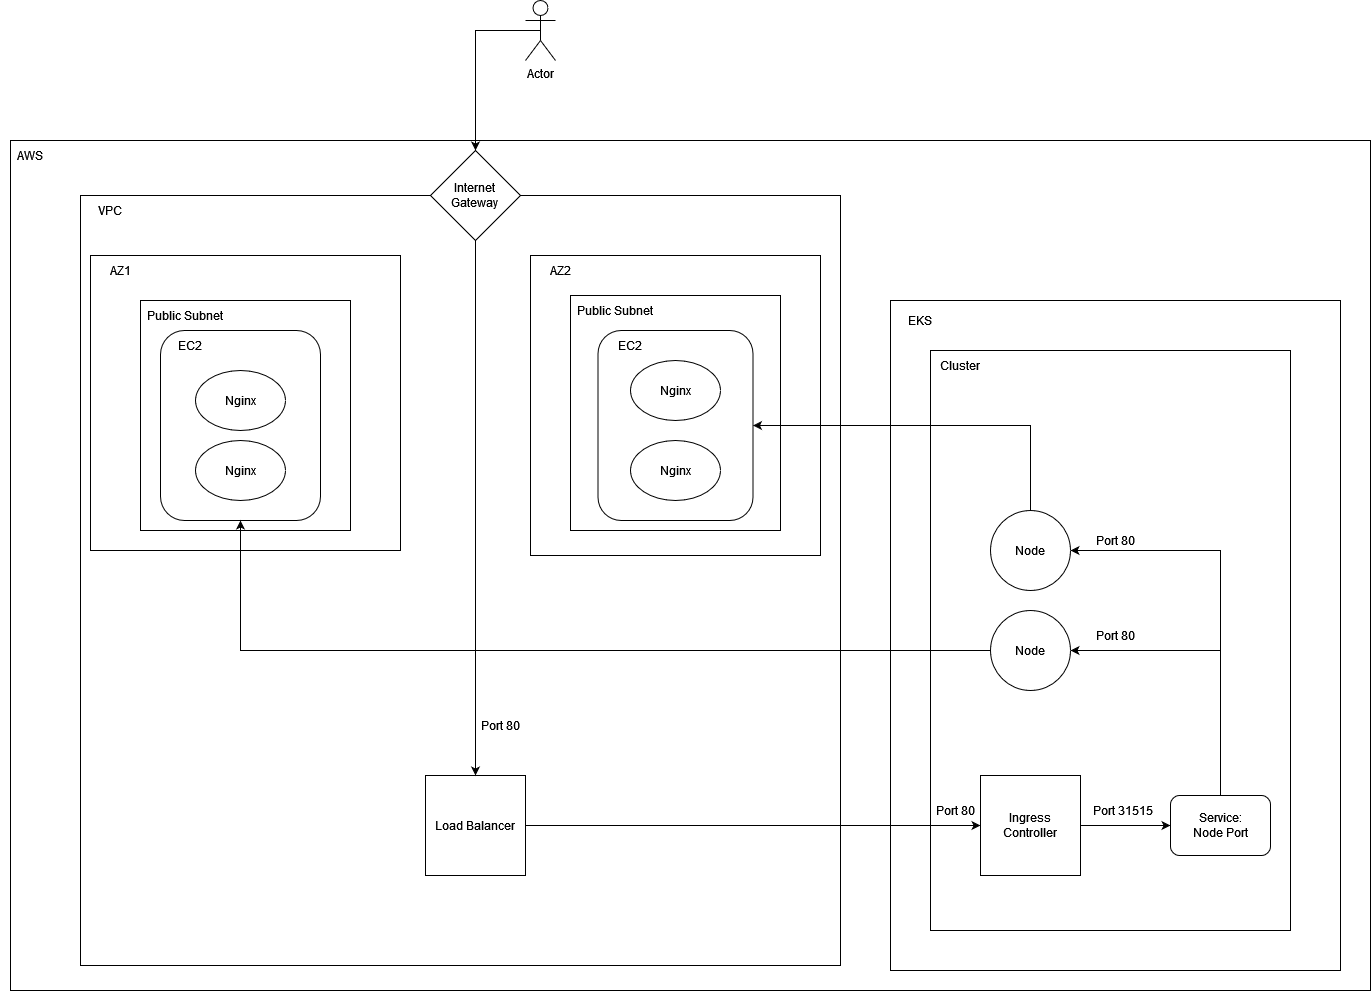 Actor
AWS
Internet
Gateway
VPC
AZ1
AZ2
Public Subnet
Public Subnet
EC2
EC2
EKS
Cluster
Nginx
Nginx
Nginx
Nginx
Node
Port 80
Node
Port 80
Port 80
Load Balancer
Port 80
Ingress
Controller
Port 31515
Service:
Node Port